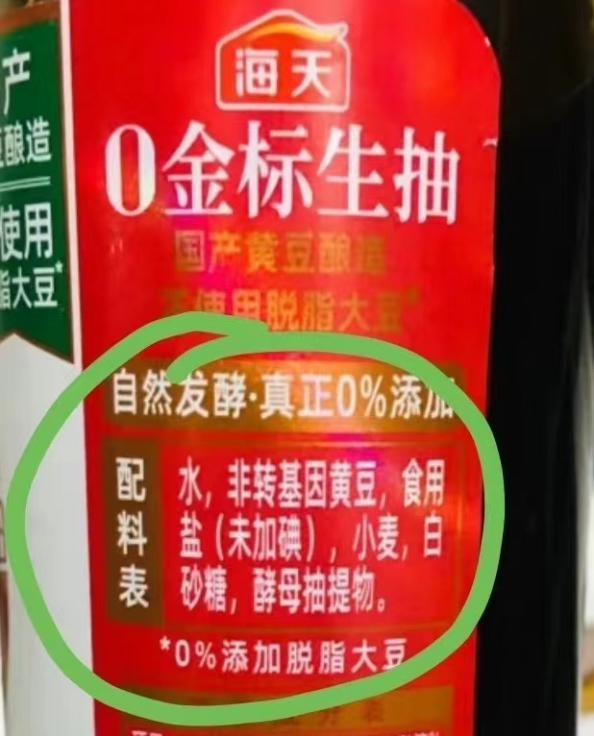 海天
0金标生抽
国产黄豆酿造
不使用脱脂大豆*
产
酿造
使用
脂大豆*
自然发酵·真正0%添加
配料表
水，非转基因黄豆，食用
盐（未加碘），小麦，白
砂糖，酵母抽提物。
*0%添加脱脂大豆